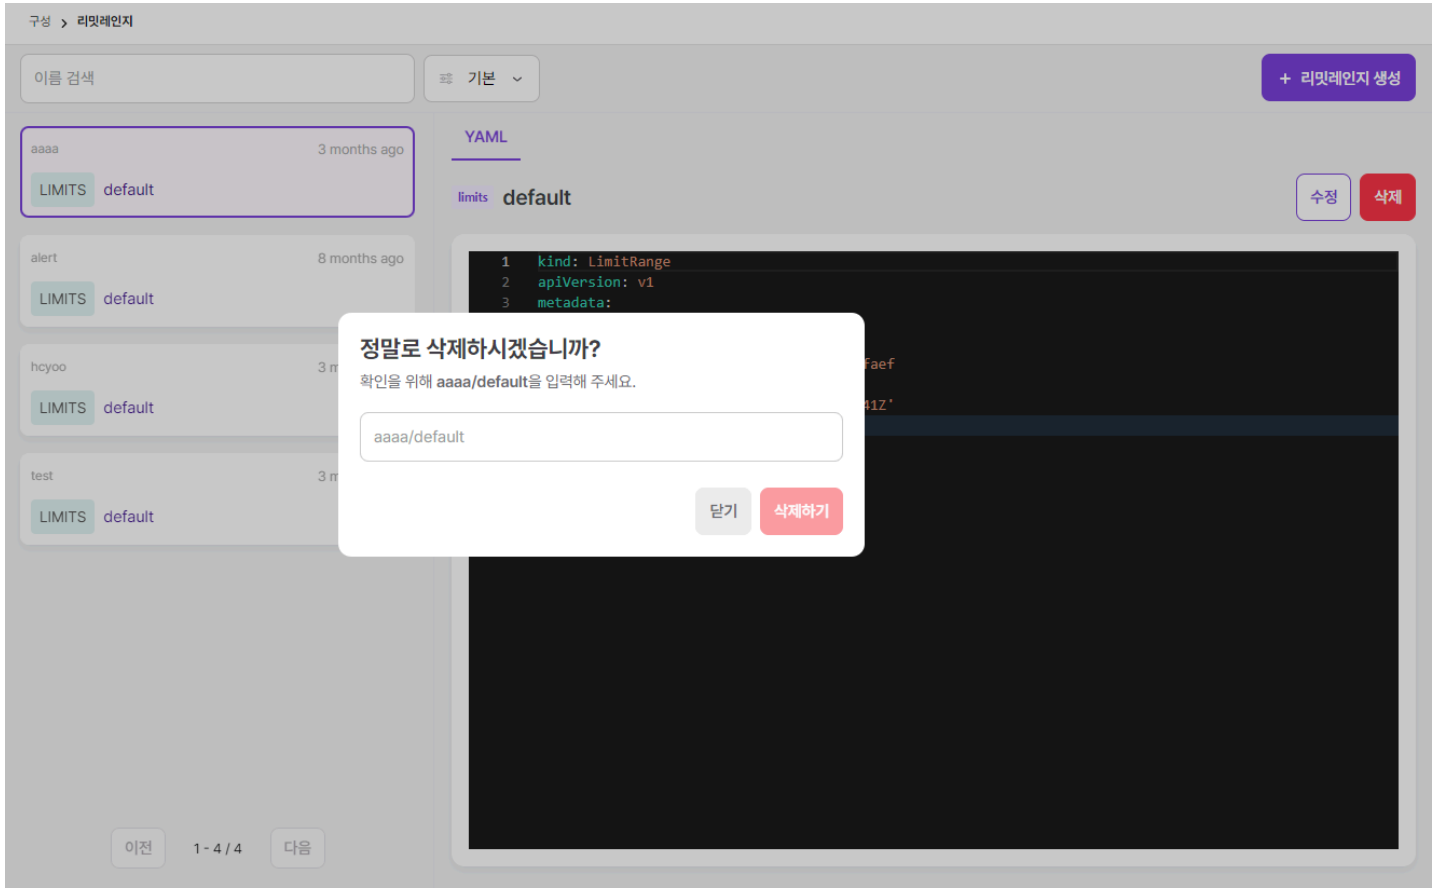 구성 > 리밋레인지
이름 검색
기본
+ 리밋레인지 생성
aaaa 3 months ago
LIMITS default
alert 8 months ago
LIMITS default
hcyoo 3 m
LIMITS default
test 3 m
LIMITS default
이전 1 - 4 / 4 다음
YAML
limits default
수정 삭제
1 kind: LimitRange
2 apiVersion: v1
3 metadata:
faef
41Z'
정말로 삭제하시겠습니까?
확인을 위해 aaaa/default을 입력해 주세요.
aaaa/default
닫기 삭제하기